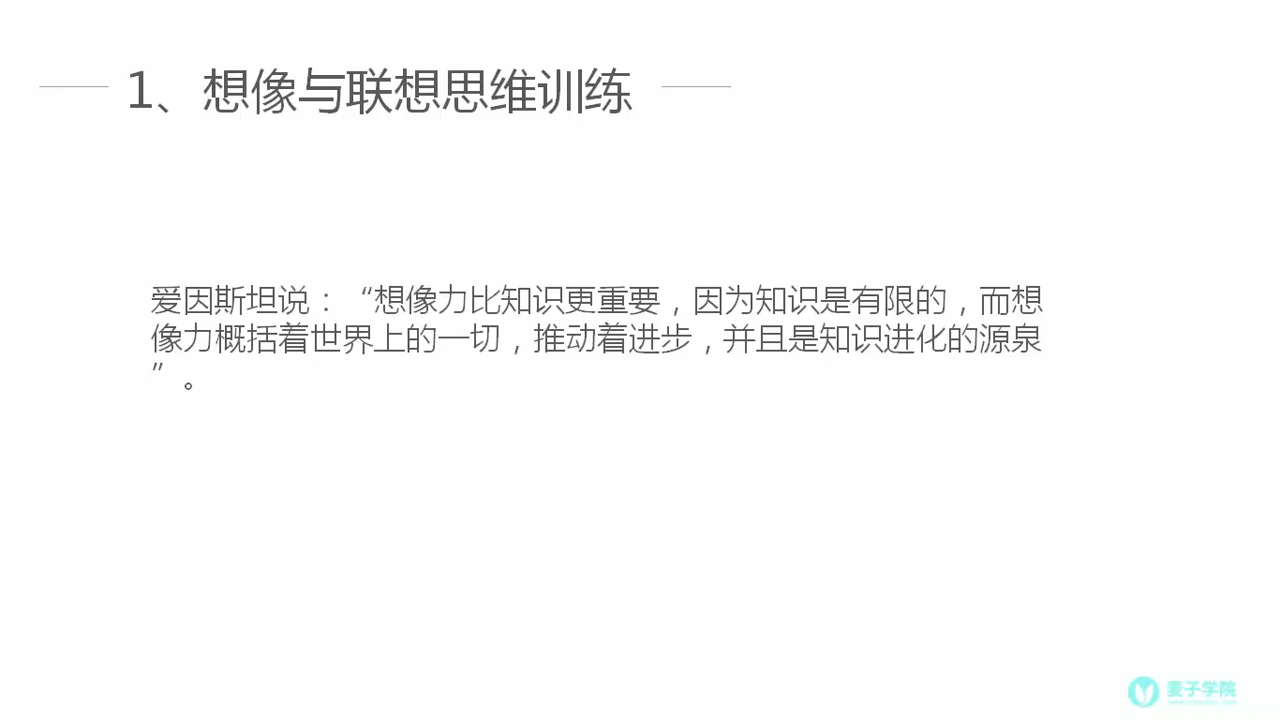 1、想像与联想思维训练
爱因斯坦说：“想像力比知识更重要，因为知识是有限的，而想
像力概括着世界上的一切，推动着进步，并且是知识进化的源泉
”。
麦子学院